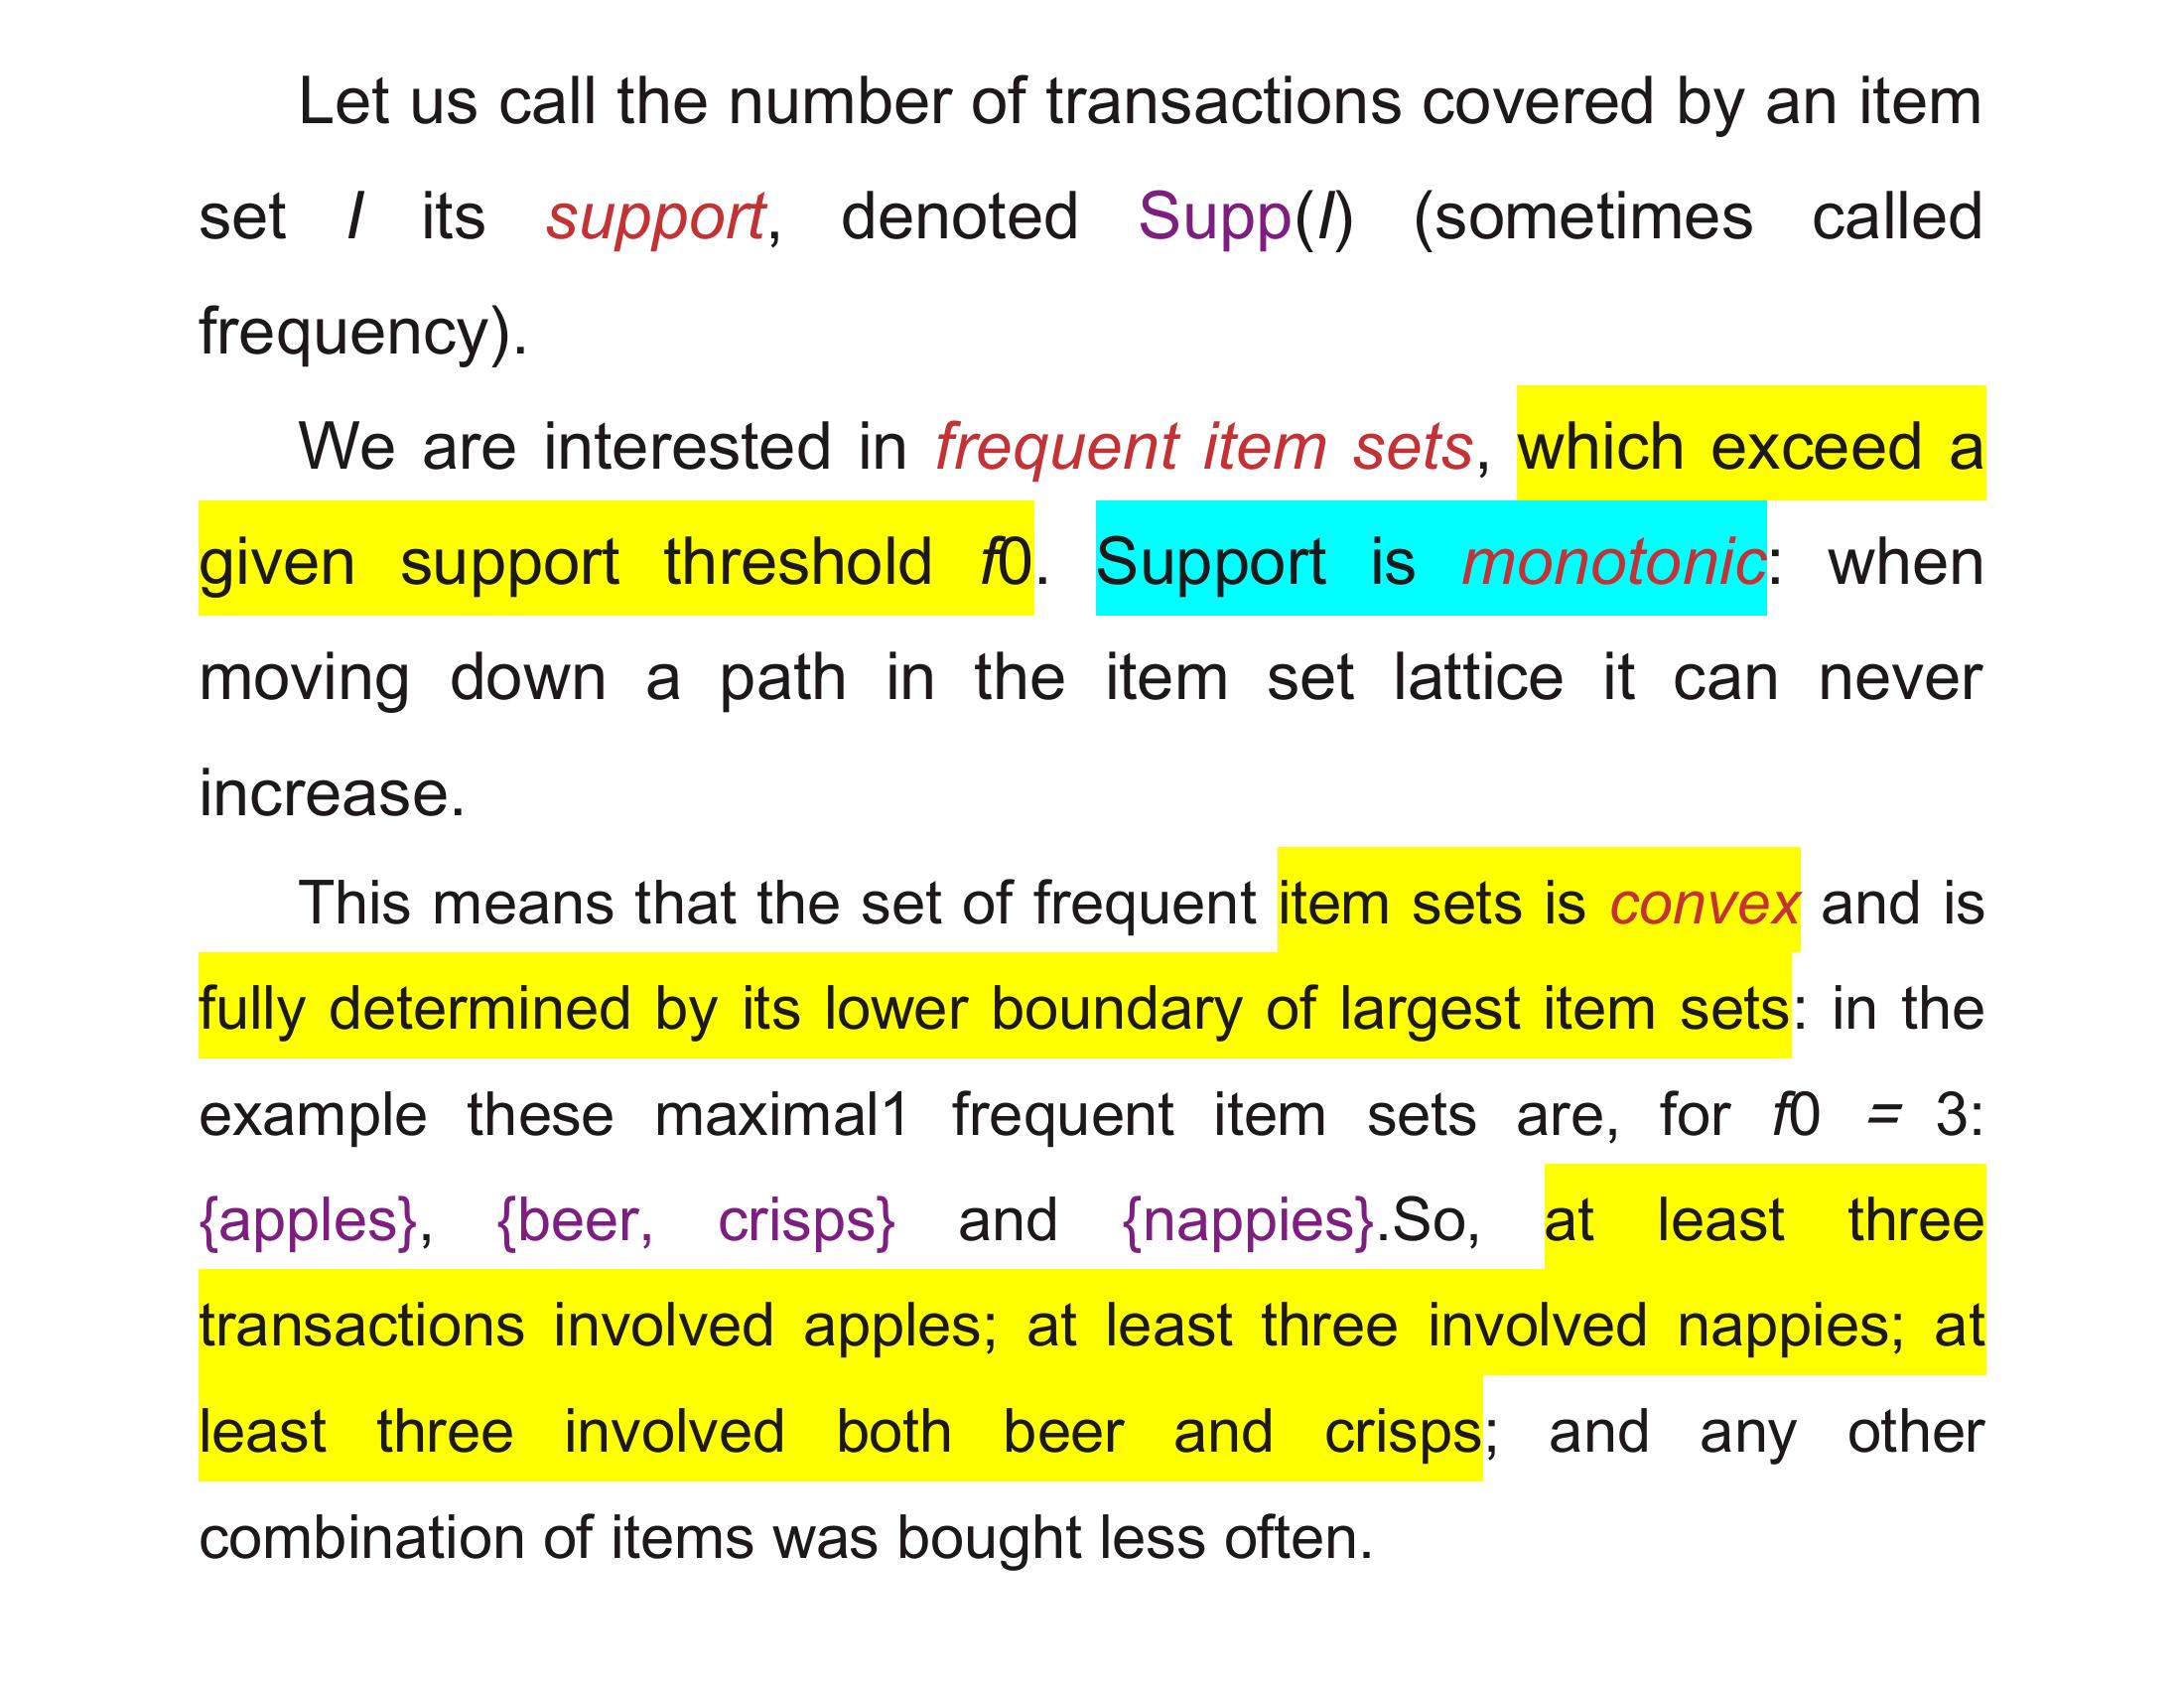 Let us call the number of transactions covered by an item
set I its support, denoted Supp(I) (sometimes called
frequency).
We are interested in frequent item sets, which exceed a
given support threshold f0. Support is monotonic: when
moving down a path in the item set lattice it can never
increase.
This means that the set of frequent item sets is convex and is
fully determined by its lower boundary of largest item sets: in the
example these maximal1 frequent item sets are, for f0 = 3:
{apples}, {beer, crisps} and {nappies}.So, at least three
transactions involved apples; at least three involved nappies; at
least three involved both beer and crisps; and any other
combination of items was bought less often.